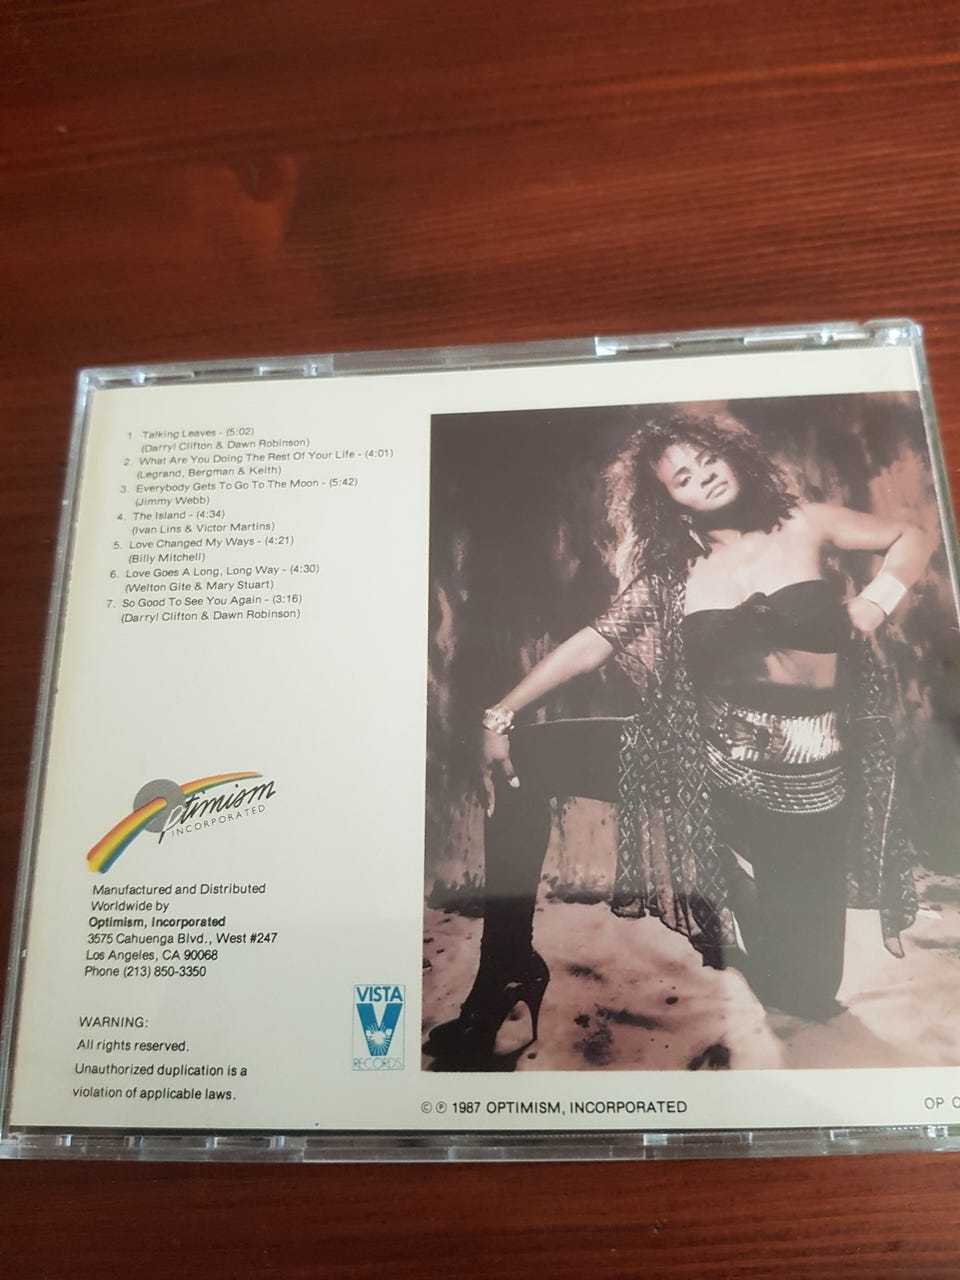 1. Talking Leaves - (5:02)
(Darryl Clifton & Dawn Robinson)
2. What Are You Doing The Rest Of Your Life - (4:01)
(Legrand, Bergman & Keith)
3. Everybody Gets To Go To The Moon - (5:42)
(Jimmy Webb)
4. The Island - (4:34)
(Ivan Lins & Victor Martins)
5. Love Changed My Ways - (4:21)
(Billy Mitchell)
6. Love Goes A Long, Long Way - (4:30)
(Welton Gite & Mary Stuart)
7. So Good To See You Again - (3:16)
(Darryl Clifton & Dawn Robinson)
Optimism
INCORPORATED
Manufactured and Distributed
Worldwide by
Optimism, Incorporated
3575 Cahuenga Blvd., West #247
Los Angeles, CA 90068
Phone (213) 850-3350
WARNING:
All rights reserved.
Unauthorized duplication is a
violation of applicable laws.
VISTA
V
RECORDS
© ℗ 1987 OPTIMISM, INCORPORATED
OP